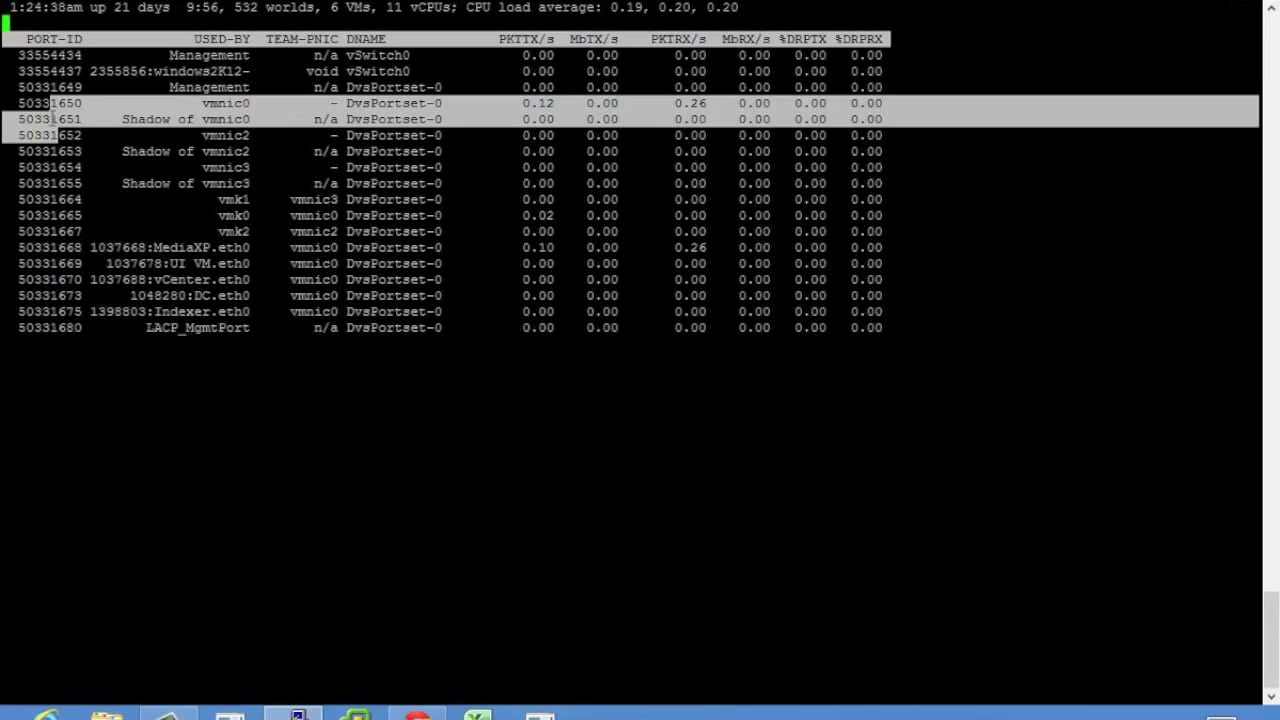 1:24:38am up 21 days  9:56, 532 worlds, 6 VMs, 11 vCPUs; CPU load average: 0.19, 0.20, 0.20
PORT-ID USED-BY TEAM-PNIC DNAME PKTTX/s MbTX/s PKTRX/s MbRX/s %DRPTX %DRPRX
33554434 Management n/a vSwitch0 0.00 0.00 0.00 0.00 0.00 0.00
33554437 2355856:windows2K12- void vSwitch0 0.00 0.00 0.00 0.00 0.00 0.00
50331649 Management n/a DvsPortset-0 0.00 0.00 0.00 0.00 0.00 0.00
50331650 vmnic0 - DvsPortset-0 0.12 0.00 0.26 0.00 0.00 0.00
50331651 Shadow of vmnic0 n/a DvsPortset-0 0.00 0.00 0.00 0.00 0.00 0.00
50331652 vmnic2 - DvsPortset-0 0.00 0.00 0.00 0.00 0.00 0.00
50331653 Shadow of vmnic2 n/a DvsPortset-0 0.00 0.00 0.00 0.00 0.00 0.00
50331654 vmnic3 - DvsPortset-0 0.00 0.00 0.00 0.00 0.00 0.00
50331655 Shadow of vmnic3 n/a DvsPortset-0 0.00 0.00 0.00 0.00 0.00 0.00
50331664 vmk1 vmnic3 DvsPortset-0 0.00 0.00 0.00 0.00 0.00 0.00
50331665 vmk0 vmnic0 DvsPortset-0 0.02 0.00 0.00 0.00 0.00 0.00
50331667 vmk2 vmnic2 DvsPortset-0 0.00 0.00 0.00 0.00 0.00 0.00
50331668 1037668:MediaXP.eth0 vmnic0 DvsPortset-0 0.10 0.00 0.26 0.00 0.00 0.00
50331669 1037678:UI VM.eth0 vmnic0 DvsPortset-0 0.00 0.00 0.00 0.00 0.00 0.00
50331670 1037688:vCenter.eth0 vmnic0 DvsPortset-0 0.00 0.00 0.00 0.00 0.00 0.00
50331673 1048280:DC.eth0 vmnic0 DvsPortset-0 0.00 0.00 0.00 0.00 0.00 0.00
50331675 1398803:Indexer.eth0 vmnic0 DvsPortset-0 0.00 0.00 0.00 0.00 0.00 0.00
50331680 LACP_MgmtPort n/a DvsPortset-0 0.00 0.00 0.00 0.00 0.00 0.00